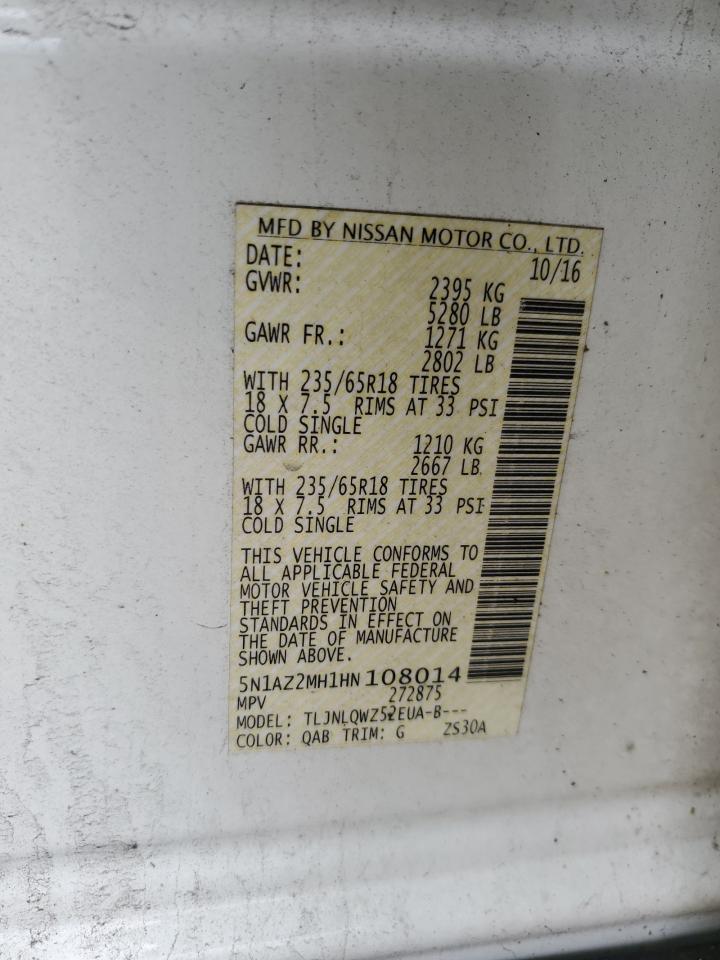 MFD BY NISSAN MOTOR CO., LTD.
DATE: 10/16
GVWR: 2395 KG
5280 LB
GAWR FR.: 1271 KG
2802 LB
WITH 235/65R18 TIRES
18 X 7.5 RIMS AT 33 PSI
COLD SINGLE
GAWR RR.: 1210 KG
2667 LB
WITH 235/65R18 TIRES
18 X 7.5 RIMS AT 33 PSI
COLD SINGLE
THIS VEHICLE CONFORMS TO
ALL APPLICABLE FEDERAL
MOTOR VEHICLE SAFETY AND
THEFT PREVENTION
STANDARDS IN EFFECT ON
THE DATE OF MANUFACTURE
SHOWN ABOVE.
5N1AZ2MH1HN108014
MPV 272875
MODEL: TLJNLQWZ52EUA-B---
COLOR: QAB TRIM: G ZS30A